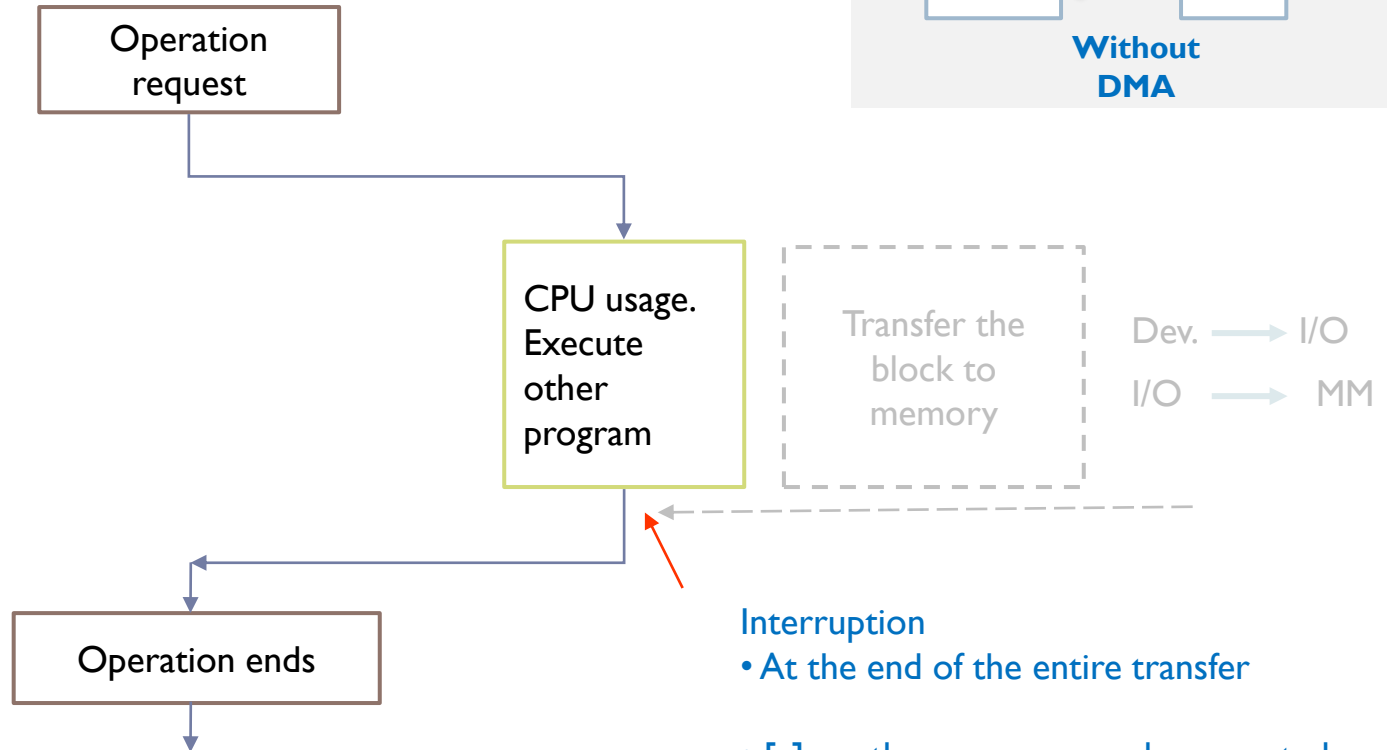 Operation
request
Without
DMA
CPU usage.
Execute
other
program
Transfer the
block to
memory
Dev. I/O
I/O MM
Interruption
• At the end of the entire transfer
Operation ends